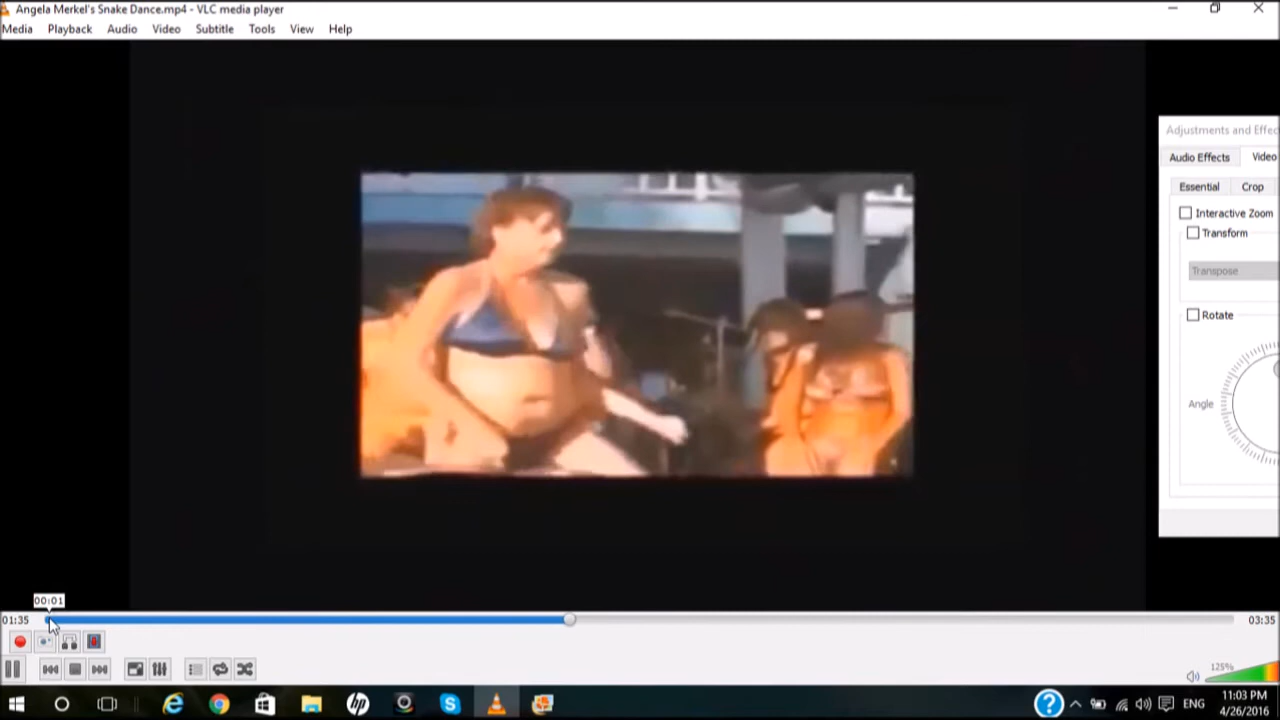 Angela Merkel's Snake Dance.mp4 - VLC media player
Media Playback Audio Video Subtitle Tools View Help
Adjustments and Effec
Audio Effects Video
Essential Crop
Interactive Zoom
Transform
Transpose
Rotate
Angle
00:01
01:35 03:35
125%
11:03 PM
ENG
4/26/2016